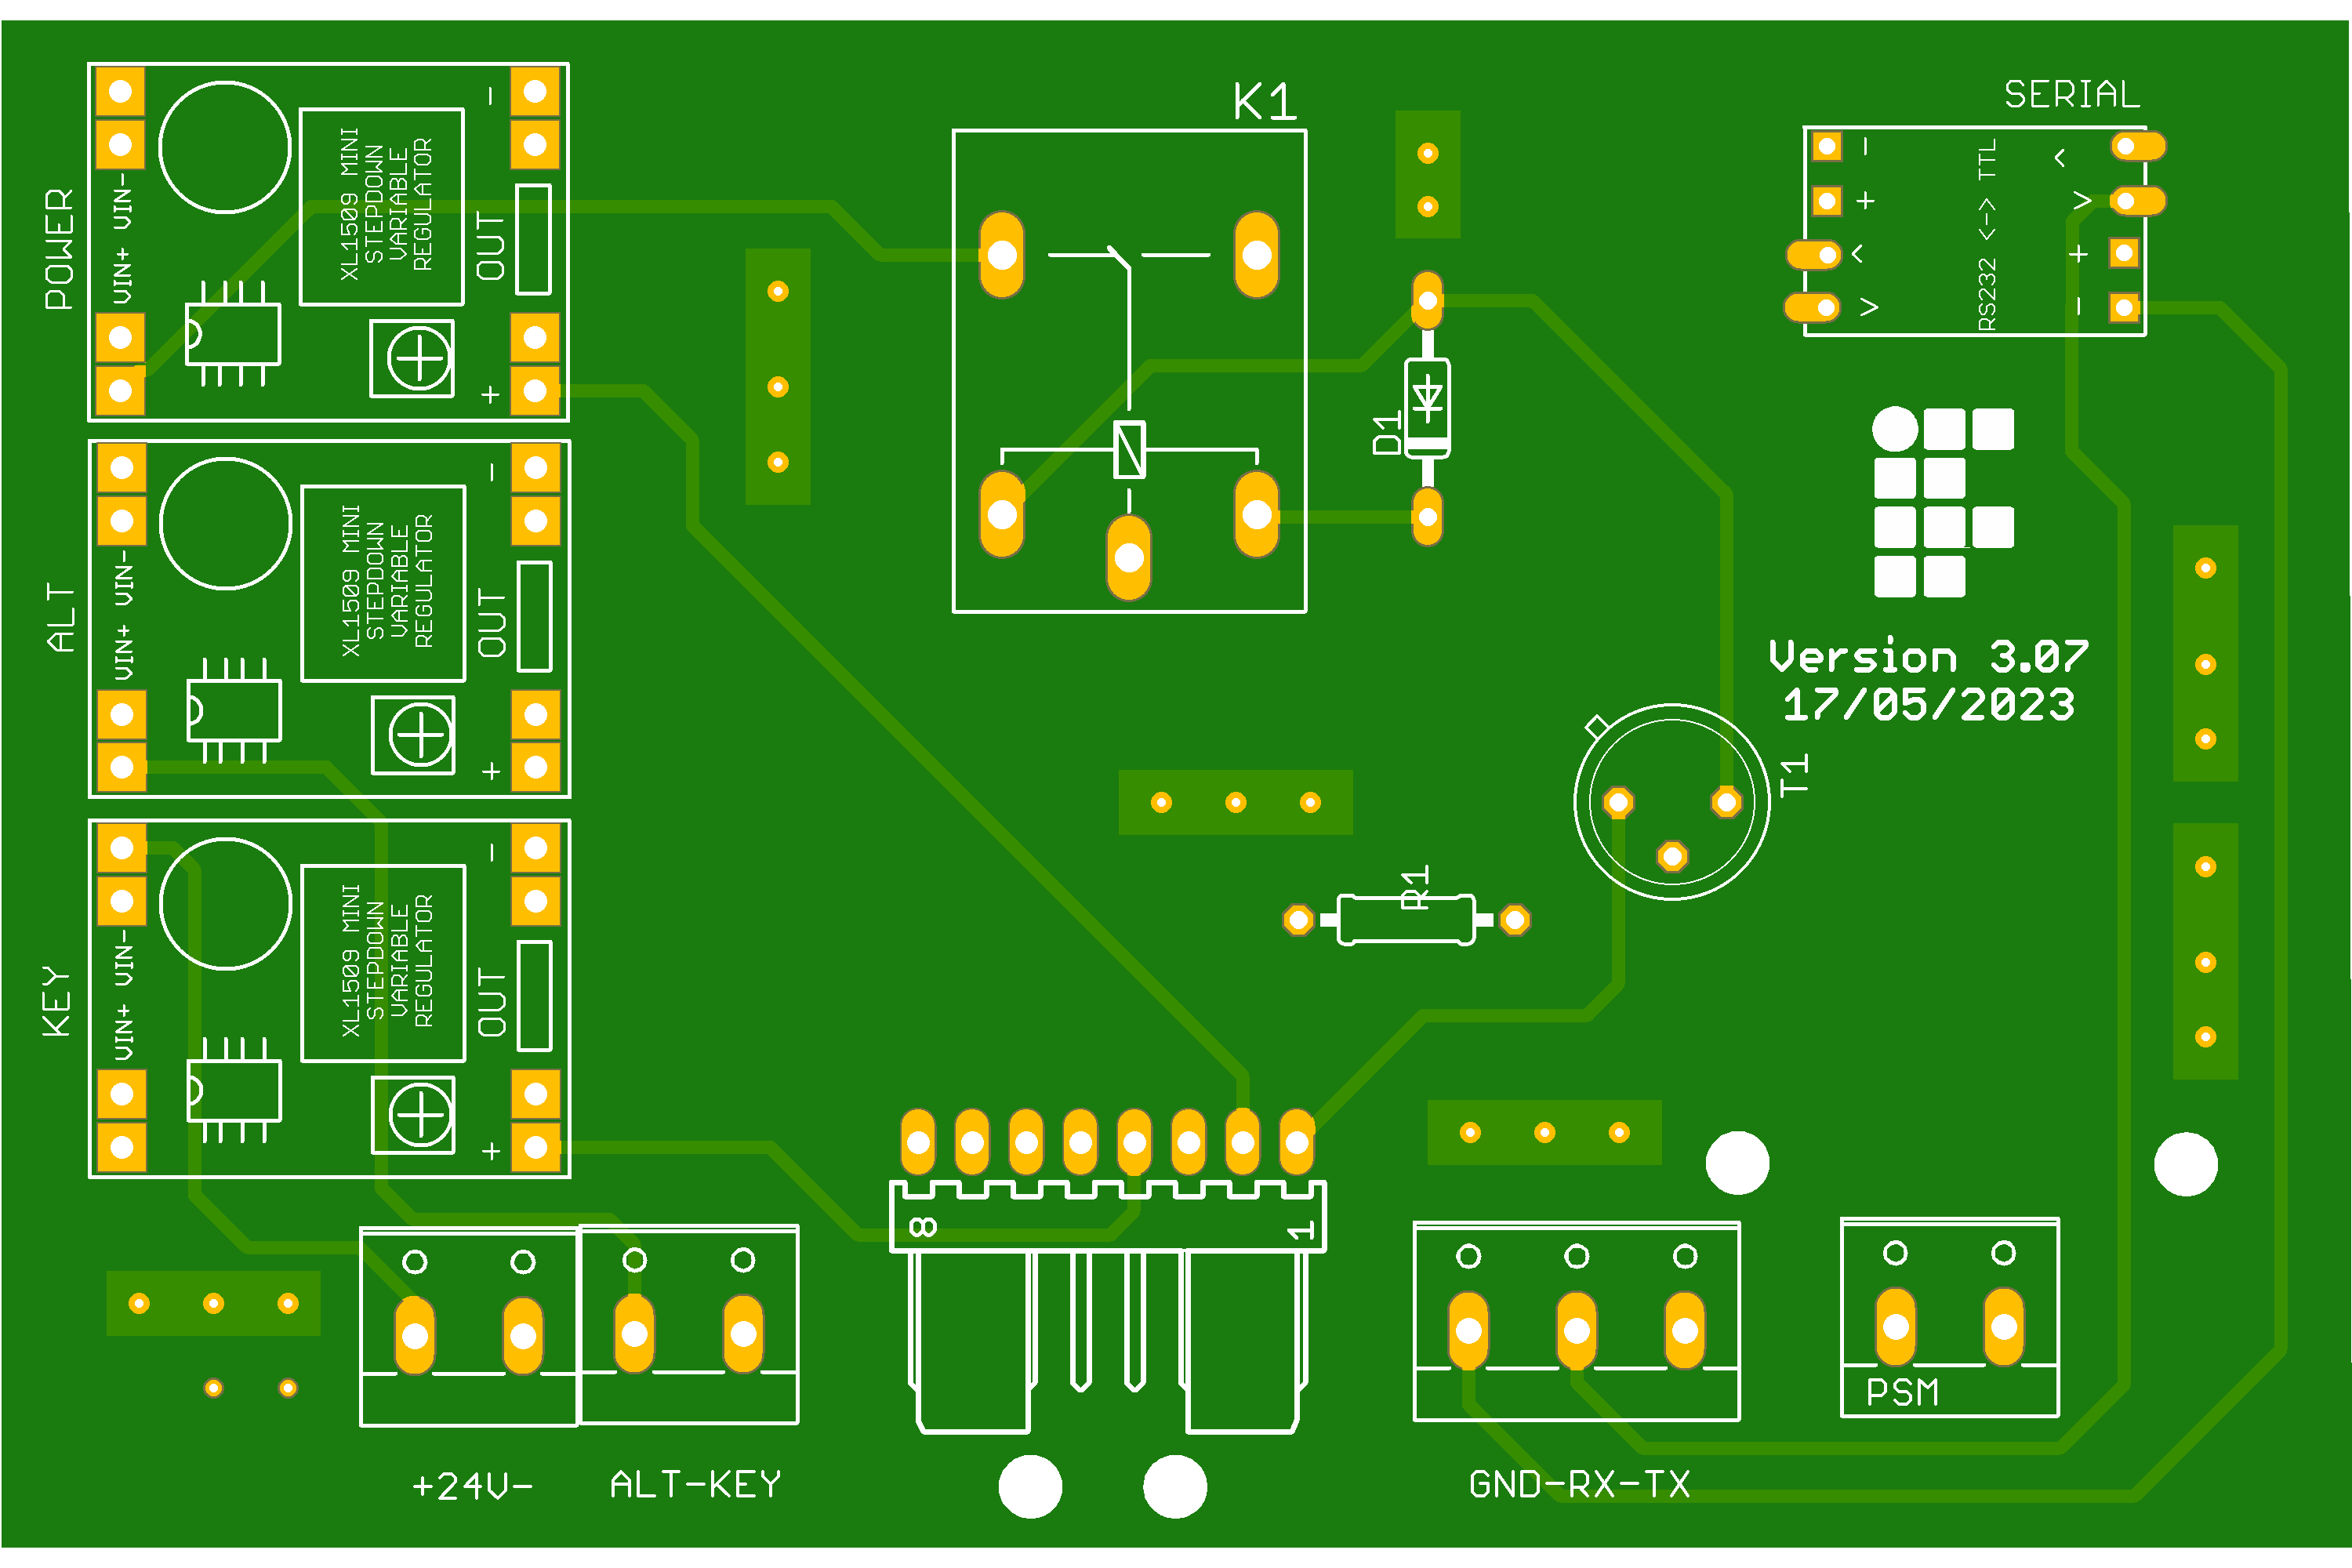 K1
SERIAL
POWER
VIN+ VIN-
XL1509 MINI
STEPDOWN
VARIABLE
REGULATOR
OUT
-
+
-
+
<
>
RS232 <-> TTL
<
>
+
-
D1
ALT
VIN+ VIN-
XL1509 MINI
STEPDOWN
VARIABLE
REGULATOR
OUT
-
+
Version 3.07
17/05/2023
T1
R1
KEY
VIN+ VIN-
XL1509 MINI
STEPDOWN
VARIABLE
REGULATOR
OUT
-
+
8
1
PSM
+24V-
ALT-KEY
GND-RX-TX